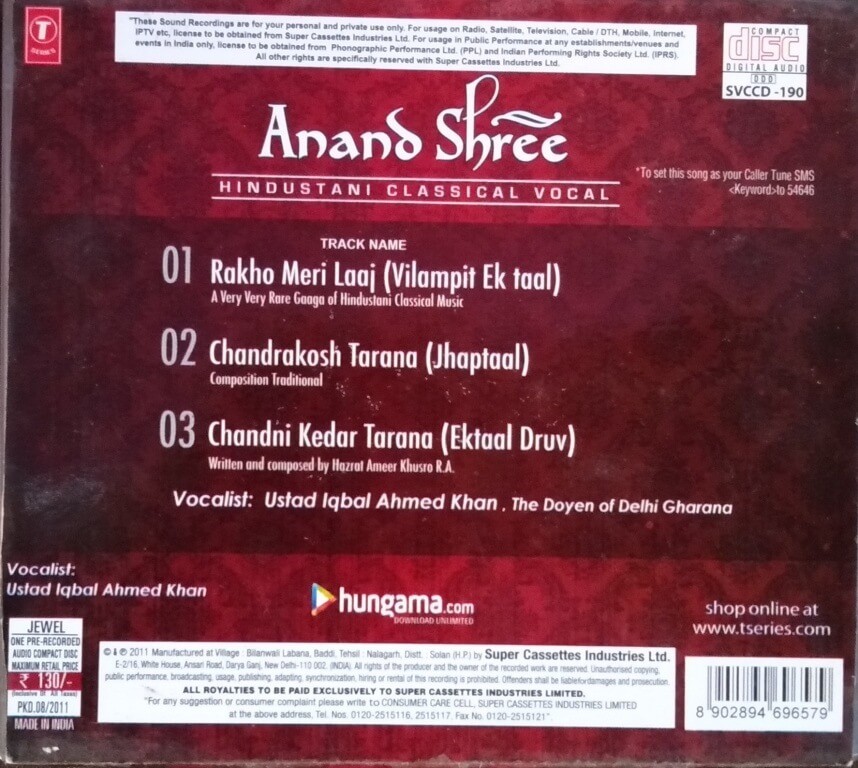 T
SERIES
"These Sound Recordings are for your personal and private use only. For usage on Radio, Satellite, Television, Cable / DTH, Mobile, Internet,
IPTV etc, license to be obtained from Super Cassettes Industries Ltd. For usage in Public Performance at any establishments/venues and
events in India only, license to be obtained from Phonographic Performance Ltd. (PPL) and Indian Performing Rights Society Ltd. (IPRS).
All other rights are specifically reserved with Super Cassettes Industries Ltd.
COMPACT
disc
DIGITAL AUDIO
DDD
SVCCD -190
Anand Shree
HINDUSTANI CLASSICAL VOCAL
*To set this song as your Caller Tune SMS
<Keyword>to 54646
TRACK NAME
01 Rakho Meri Laaj (Vilampit Ek taal)
A Very Very Rare Gaaga of Hindustani Classical Music
02 Chandrakosh Tarana (Jhaptaal)
Composition Traditional
03 Chandni Kedar Tarana (Ektaal Druv)
Written and composed by Hazrat Ameer Khusro R.A.
Vocalist: Ustad Iqbal Ahmed Khan , The Doyen of Delhi Gharana
Vocalist:
Ustad Iqbal Ahmed Khan
hungama.com
DOWNLOAD UNLIMITED
shop online at
www.tseries.com
JEWEL
ONE PRE-RECORDED
AUDIO COMPACT DISC
MAXIMUM RETAIL PRICE
₹ 130/-
(Inclusive Of All Taxes)
PKD.08/2011
MADE IN INDIA
© & ℗ 2011 Manufactured at Village : Bilanwali Labana, Baddi, Tehsil : Nalagarh, Distt. : Solan (H.P.) by Super Cassettes Industries Ltd.
E-2/16, White House, Ansari Road, Darya Ganj, New Delhi-110 002. (INDIA). All rights of the producer and the owner of the recorded work are reserved. Unauthorised copying,
public performance, broadcasting, usage, publishing, adapting, synchronization, hiring or rental of this recording is prohibited. Offenders shall be liable for damages and prosecution.
ALL ROYALTIES TO BE PAID EXCLUSIVELY TO SUPER CASSETTES INDUSTRIES LIMITED.
"For any suggestion or consumer complaint please write to CONSUMER CARE CELL, SUPER CASSETTES INDUSTRIES LIMITED
at the above address, Tel. Nos. 0120-2515116, 2515117, Fax No. 0120-2515121"
8 902894 696579